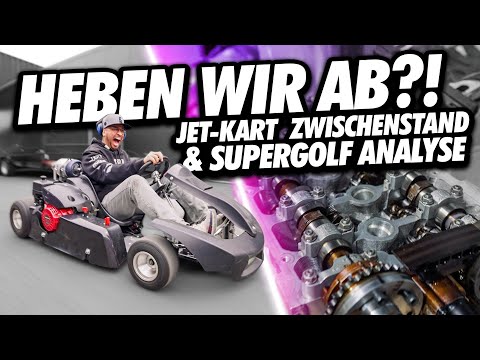 HEBEN WIR AB?!
JET-KART ZWISCHENSTAND
& SUPERGOLF ANALYSE